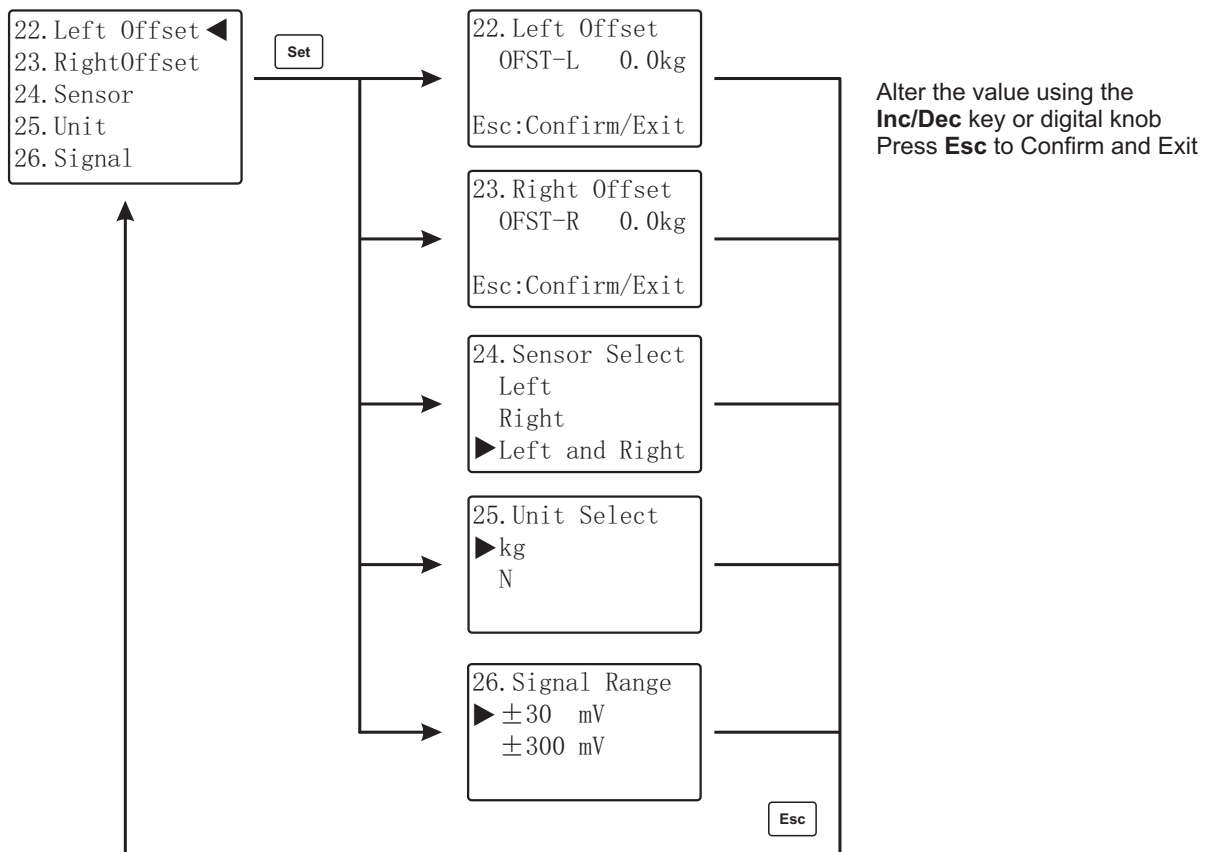 22.Left Offset◀
23.RightOffset
24.Sensor
25.Unit
26.Signal
Set
22.Left Offset
OFST-L 0.0kg
Esc:Confirm/Exit
23.Right Offset
OFST-R 0.0kg
Esc:Confirm/Exit
24.Sensor Select
Left
Right
▶Left and Right
25.Unit Select
▶kg
N
26.Signal Range
▶±30 mV
±300 mV
Alter the value using the
Inc/Dec key or digital knob
Press Esc to Confirm and Exit
Esc